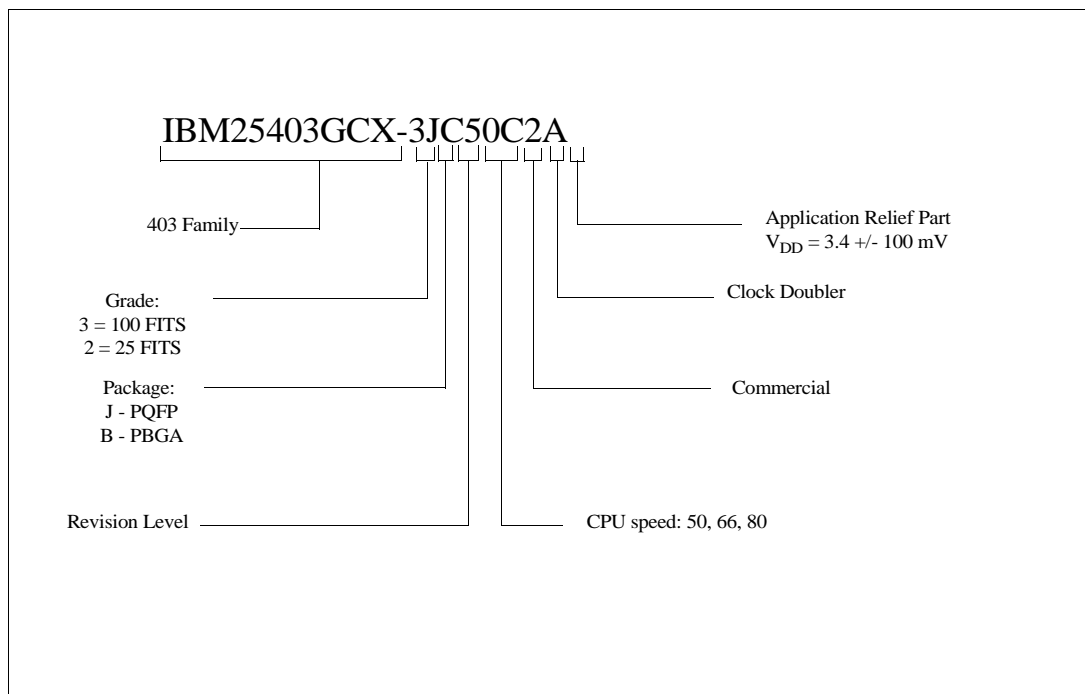 IBM25403GCX-3JC50C2A
403 Family
Application Relief Part
VDD = 3.4 +/- 100 mV
Grade:
3 = 100 FITS
2 = 25 FITS
Clock Doubler
Package:
J - PQFP
B - PBGA
Commercial
Revision Level
CPU speed: 50, 66, 80